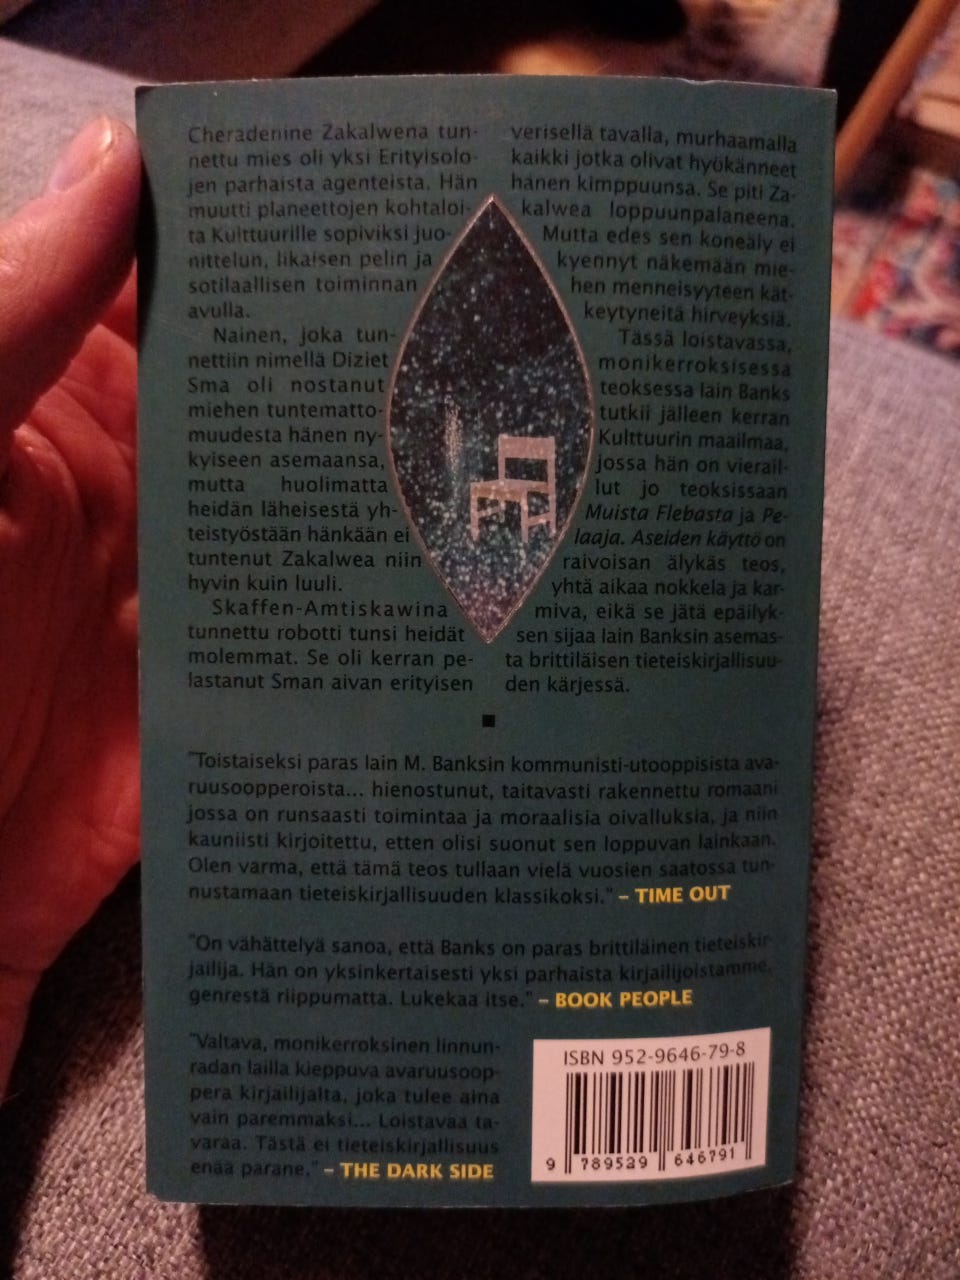 Cheradenine Zakalwena tun-
nettu mies oli yksi Erityisolo-
jen parhaista agenteista. Hän
muutti planeettojen kohtaloi-
ta Kulttuurille sopiviksi juo-
nittelun, likaisen pelin ja
sotilaallisen toiminnan
avulla.
Nainen, joka tun-
nettiin nimellä Diziet
Sma oli nostanut
miehen tuntematto-
muudesta hänen ny-
kyiseen asemaansa,
mutta huolimatta
heidän läheisestä yh-
teistyöstään hänkään ei
tuntenut Zakalwea niin
hyvin kuin luuli.
Skaffen-Amtiskawina
tunnettu robotti tunsi heidät
molemmat. Se oli kerran pe-
lastanut Sman aivan erityisen
verisellä tavalla, murhaamalla
kaikki jotka olivat hyökänneet
hänen kimppuunsa. Se piti Za-
kalwea loppuunpalaneena.
Mutta edes sen koneäly ei
kyennyt näkemään mie-
hen menneisyyteen kät-
keytyneitä hirveyksiä.
Tässä loistavassa,
monikerroksisessa
teoksessa Iain Banks
tutkii jälleen kerran
Kulttuurin maailmaa,
jossa hän on vierail-
lut jo teoksissaan
Muista Flebasta ja Pe-
laaja. Aseiden käyttö on
raivoisan älykäs teos,
yhtä aikaa nokkela ja kar-
miva, eikä se jätä epäilyk-
sen sijaa Iain Banksin asemas-
ta brittiläisen tieteiskirjallisuu-
den kärjessä.
"Toistaiseksi paras Iain M. Banksin kommunisti-utooppisista ava-
ruusoopperoista... hienostunut, taitavasti rakennettu romaani
jossa on runsaasti toimintaa ja moraalisia oivalluksia, ja niin
kauniisti kirjoitettu, etten olisi suonut sen loppuvan lainkaan.
Olen varma, että tämä teos tullaan vielä vuosien saatossa tun-
nustamaan tieteiskirjallisuuden klassikoksi." – TIME OUT
"On vähättelyä sanoa, että Banks on paras brittiläinen tieteiskir-
jailija. Hän on yksinkertaisesti yksi parhaista kirjailijoistamme,
genrestä riippumatta. Lukekaa itse." – BOOK PEOPLE
"Valtava, monikerroksinen linnun-
radan lailla kieppuva avaruusoop-
pera kirjailijalta, joka tulee aina
vain paremmaksi... Loistavaa ta-
varaa. Tästä ei tieteiskirjallisuus
enää parane." – THE DARK SIDE
ISBN 952-9646-79-8
9 789529 646791